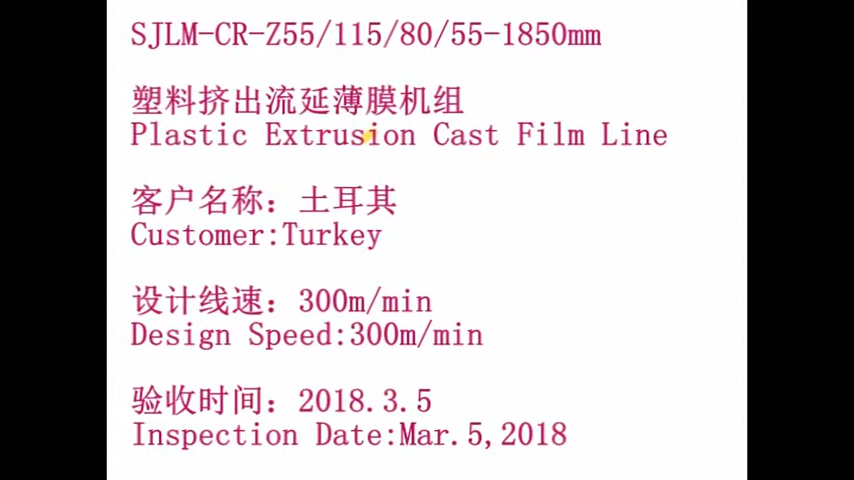 SJLM-CR-Z55/115/80/55-1850mm
塑料挤出流延薄膜机组
Plastic Extrusion Cast Film Line
客户名称：土耳其
Customer:Turkey
设计线速：300m/min
Design Speed:300m/min
验收时间：2018.3.5
Inspection Date:Mar.5,2018